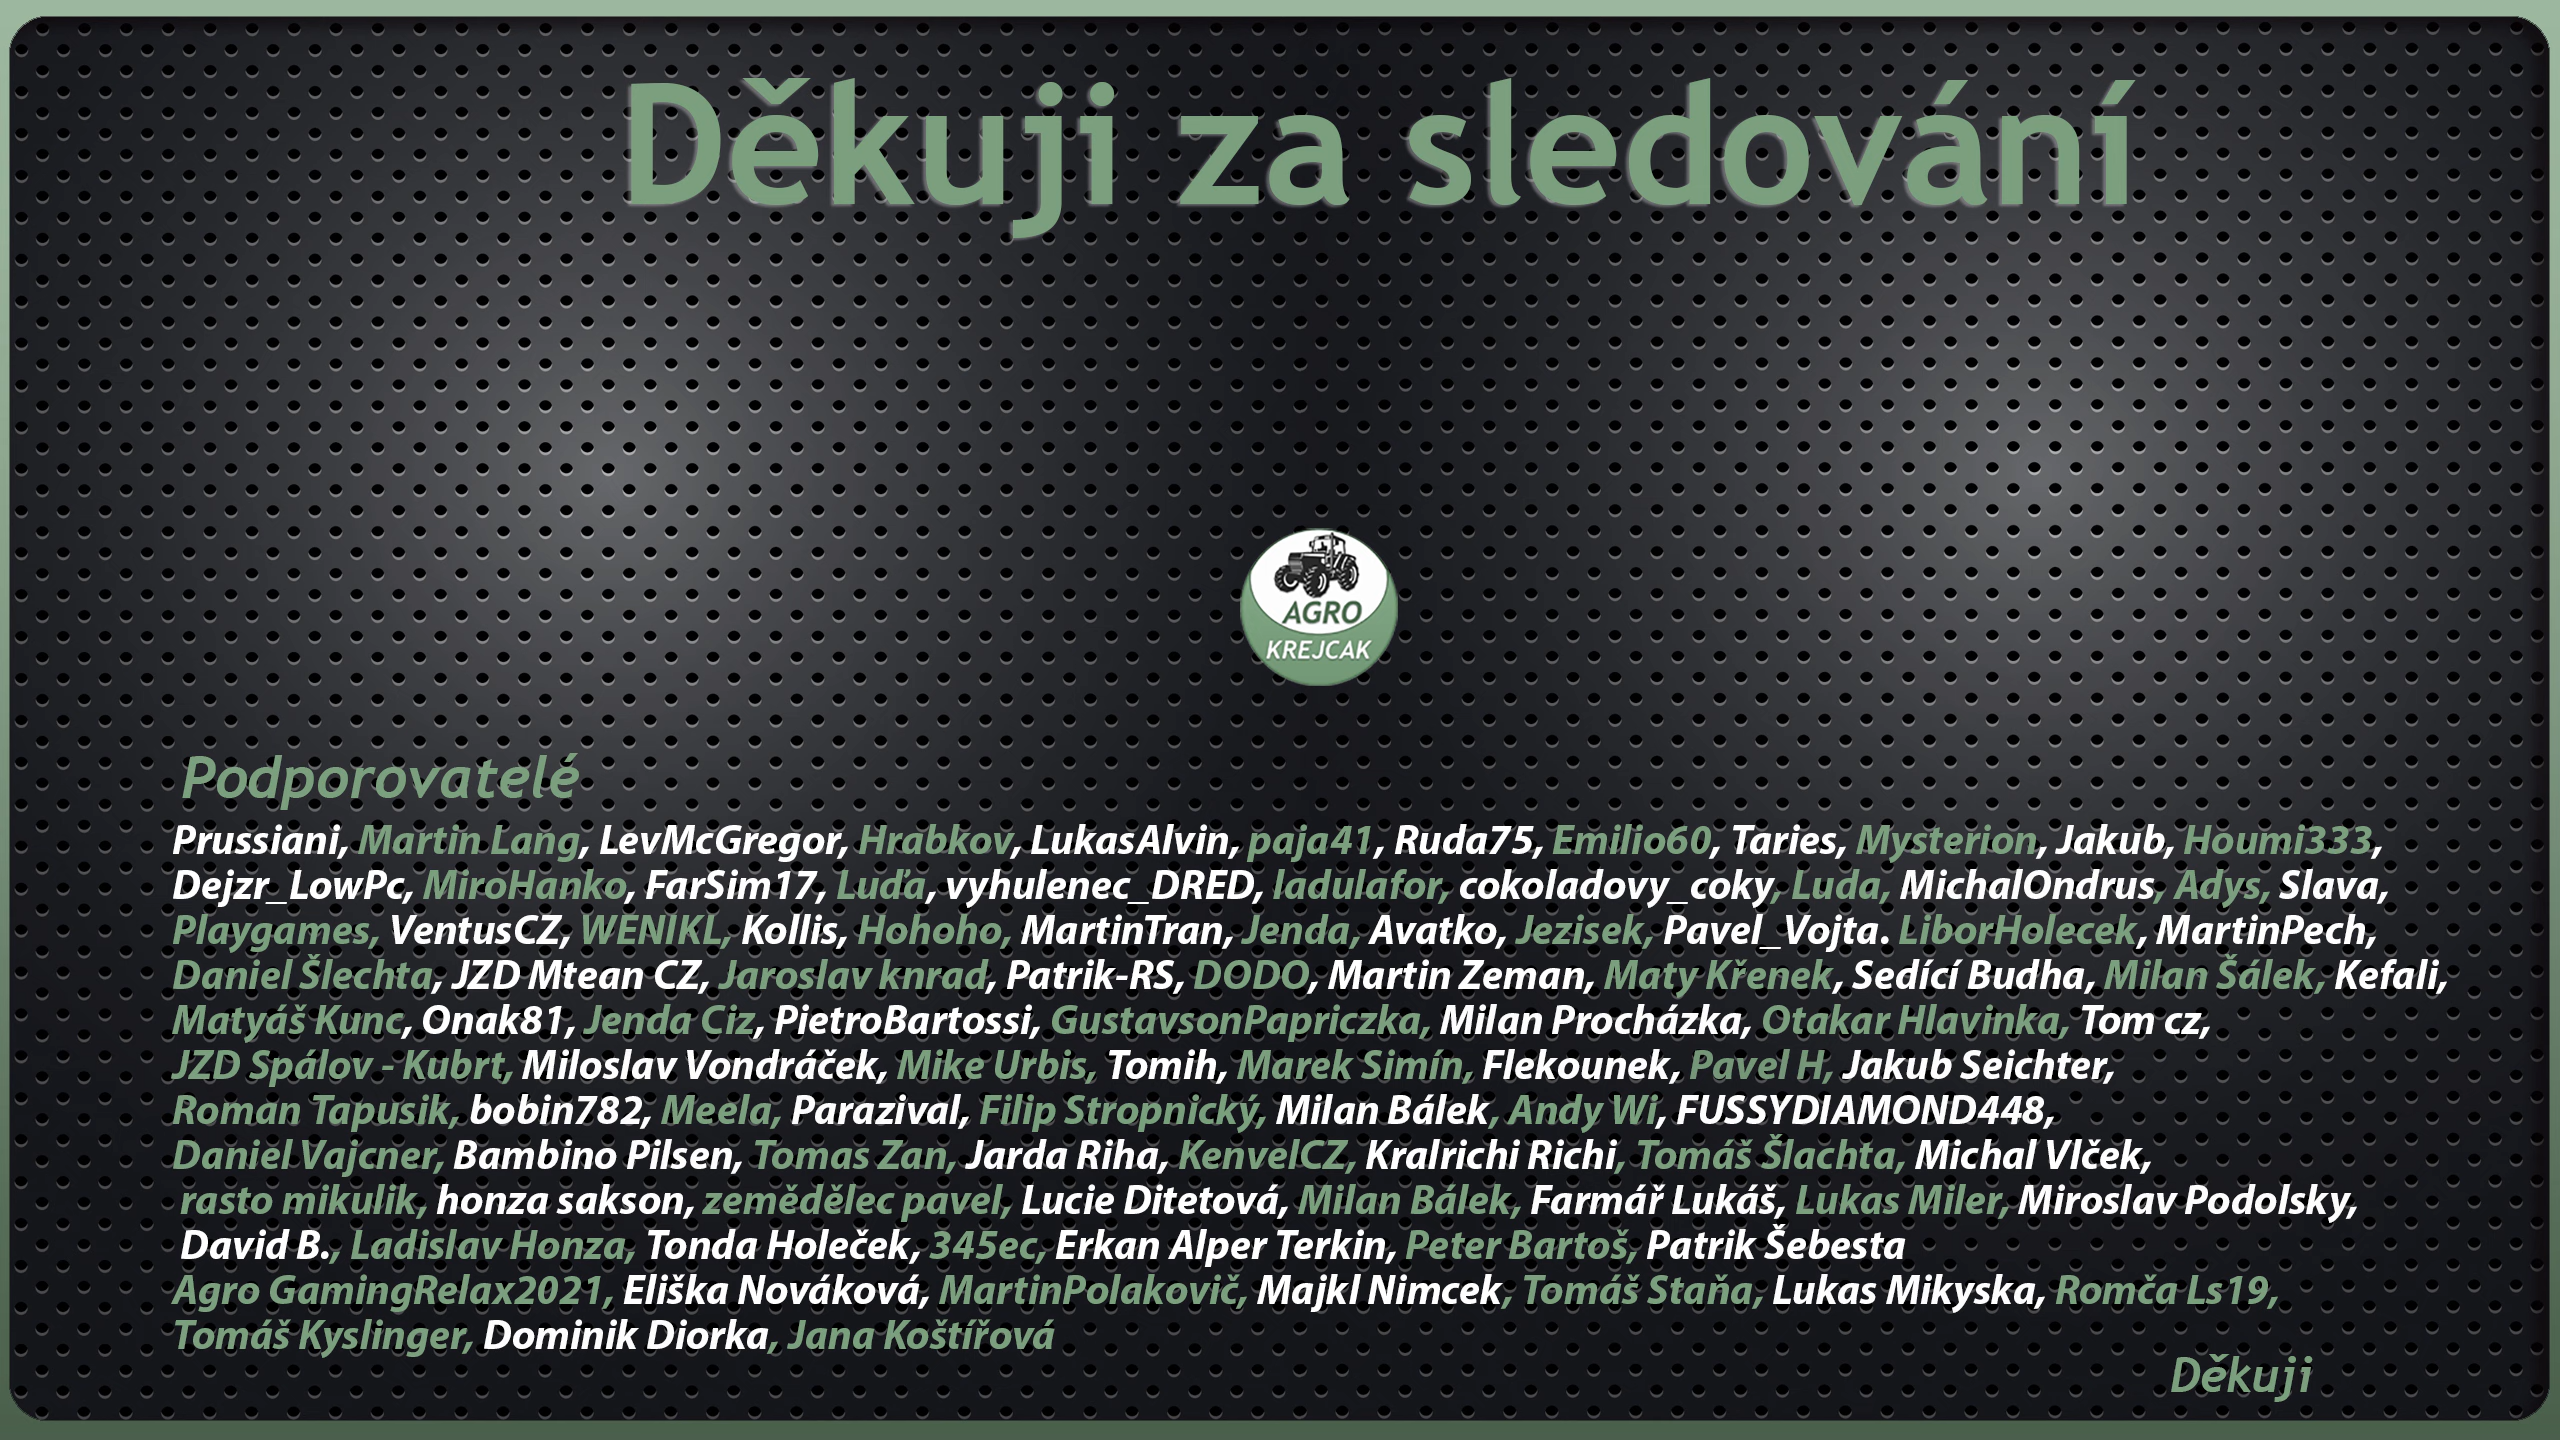 Děkuji za sledování
AGRO
KREJCAK
Podporovatelé
Prussiani, Martin Lang, LevMcGregor, Hrabkov, LukasAlvin, paja41, Ruda75, Emilio60, Taries, Mysterion, Jakub, Houmi333,
Dejzr_LowPc, MiroHanko, FarSim17, Luďa, vyhulenec_DRED, ladulafor, cokoladovy_coky, Luda, MichalOndrus, Adys, Slava,
Playgames, VentusCZ, WENIKL, Kollis, Hohoho, MartinTran, Jenda, Avatko, Jezisek, Pavel_Vojta. LiborHolecek, MartinPech,
Daniel Šlechta, JZD Mtean CZ, Jaroslav knrad, Patrik-RS, DODO, Martin Zeman, Maty Křenek, Sedící Budha, Milan Šálek, Kefali,
Matyáš Kunc, Onak81, Jenda Ciz, PietroBartossi, GustavsonPapriczka, Milan Procházka, Otakar Hlavinka, Tom cz,
JZD Spálov - Kubrt, Miloslav Vondráček, Mike Urbis, Tomih, Marek Simín, Flekounek, Pavel H, Jakub Seichter,
Roman Tapusik, bobin782, Meela, Parazival, Filip Stropnický, Milan Bálek, Andy Wi, FUSSYDIAMOND448,
Daniel Vajcner, Bambino Pilsen, Tomas Zan, Jarda Riha, KenvelCZ, Kralrichi Richi, Tomáš Šlachta, Michal Vlček,
rasto mikulik, honza sakson, zemědělec pavel, Lucie Ditetová, Milan Bálek, Farmář Lukáš, Lukas Miler, Miroslav Podolsky,
David B., Ladislav Honza, Tonda Holeček, 345ec, Erkan Alper Terkin, Peter Bartoš, Patrik Šebesta
Agro GamingRelax2021, Eliška Nováková, MartinPolakovič, Majkl Nimcek, Tomáš Staňa, Lukas Mikyska, Romča Ls19,
Tomáš Kyslinger, Dominik Diorka, Jana Koštířová
Děkuji